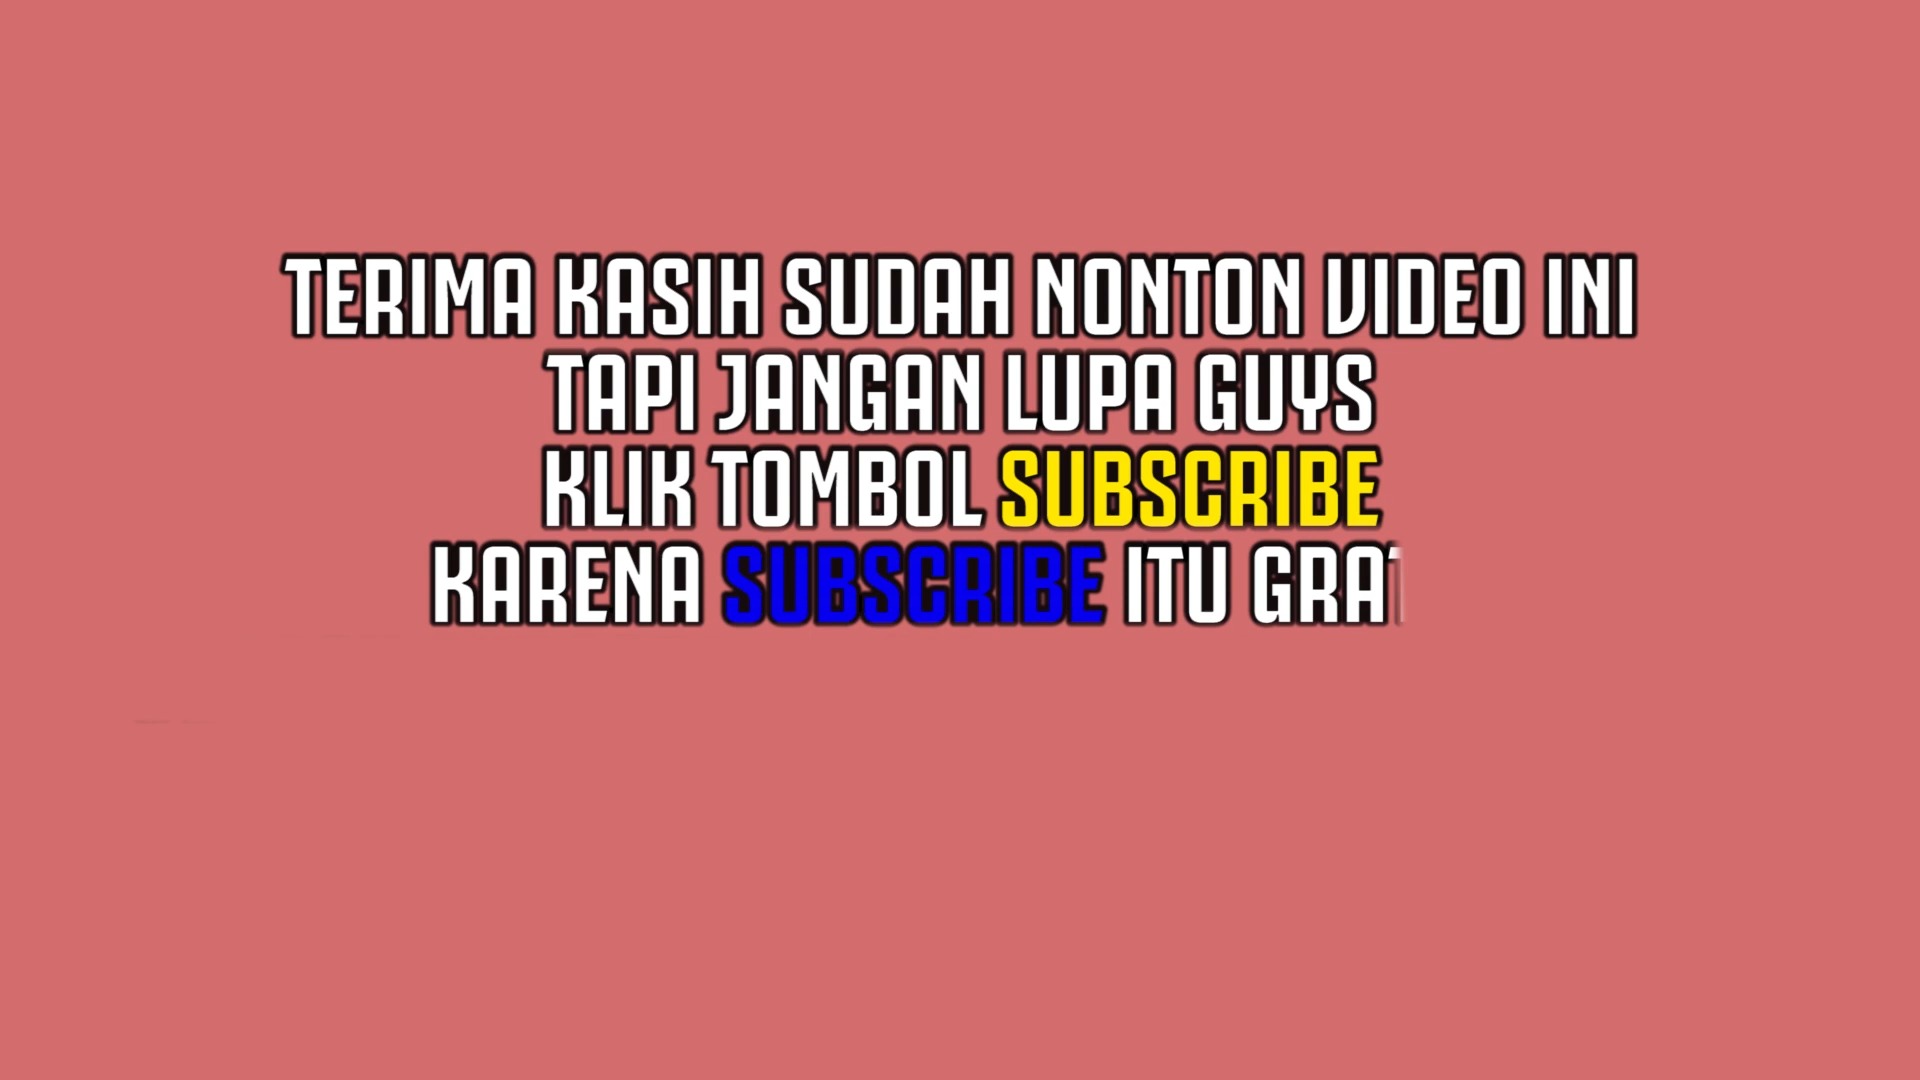 TERIMA KASIH SUDAH NONTON VIDEO INI
TAPI JANGAN LUPA GUYS
KLIK TOMBOL SUBSCRIBE
KARENA SUBSCRIBE ITU